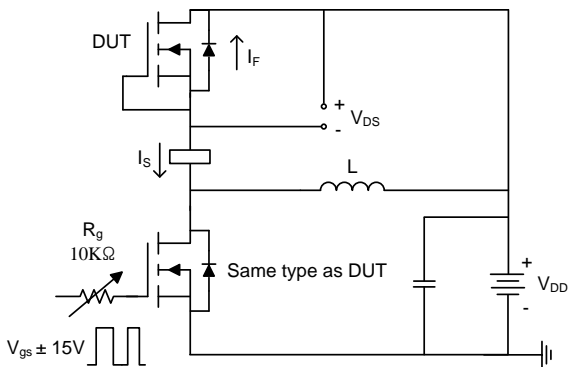 DUT
I_F
+
V_DS
-
I_S
L
R_g
10KΩ
Same type as DUT
+
V_DD
-
V_gs ± 15V